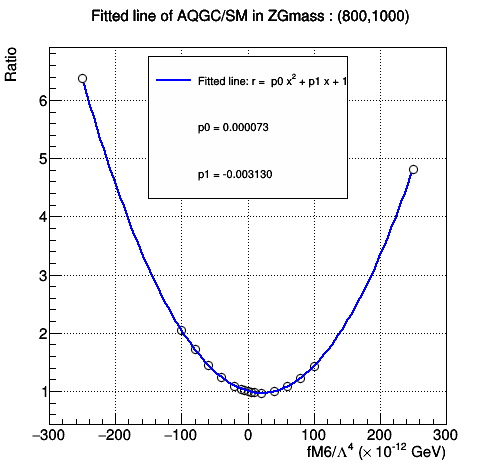 Fitted line of AQGC/SM in ZGmass : (800,1000)
Ratio
Fitted line: r = p0 x² + p1 x + 1
p0 = 0.000073
p1 = -0.003130
6
5
4
3
2
1
−300 −200 −100 0 100 200 300
fM6/Λ⁴ (× 10⁻¹² GeV)